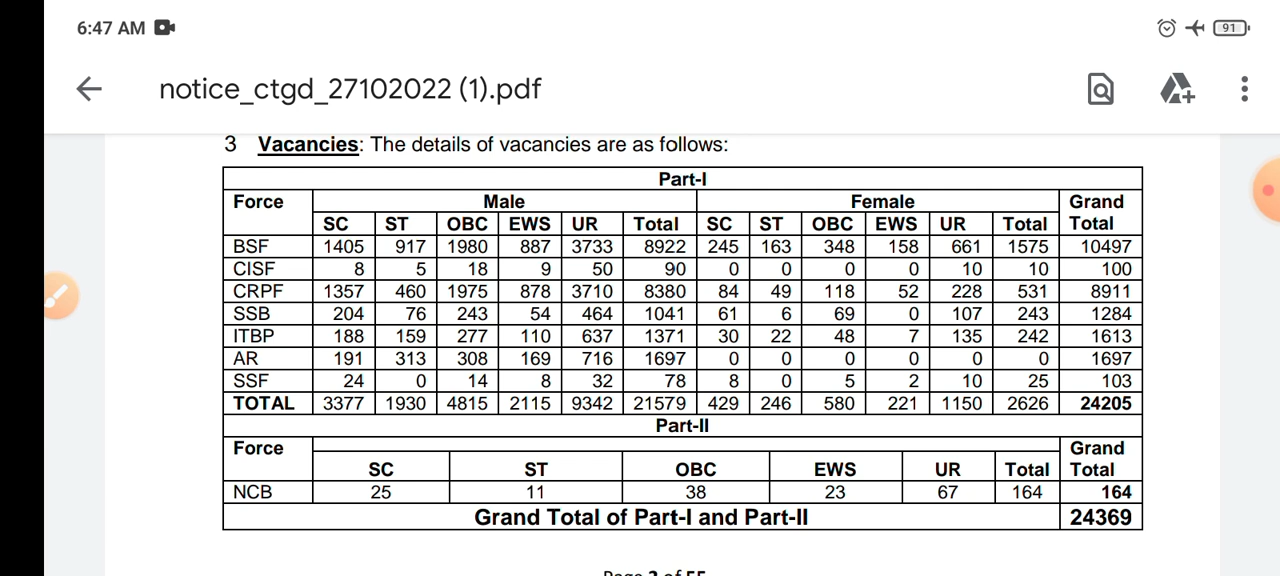 6:47 AM 91
notice_ctgd_27102022 (1).pdf
3 Vacancies: The details of vacancies are as follows:
Part-I
Force Male Female Grand Total
SC ST OBC EWS UR Total SC ST OBC EWS UR Total
BSF 1405 917 1980 887 3733 8922 245 163 348 158 661 1575 10497
CISF 8 5 18 9 50 90 0 0 0 0 10 10 100
CRPF 1357 460 1975 878 3710 8380 84 49 118 52 228 531 8911
SSB 204 76 243 54 464 1041 61 6 69 0 107 243 1284
ITBP 188 159 277 110 637 1371 30 22 48 7 135 242 1613
AR 191 313 308 169 716 1697 0 0 0 0 0 0 1697
SSF 24 0 14 8 32 78 8 0 5 2 10 25 103
TOTAL 3377 1930 4815 2115 9342 21579 429 246 580 221 1150 2626 24205
Part-II
Force Grand
SC ST OBC EWS UR Total Total
NCB 25 11 38 23 67 164 164
Grand Total of Part-I and Part-II 24369
Page 2 of 55